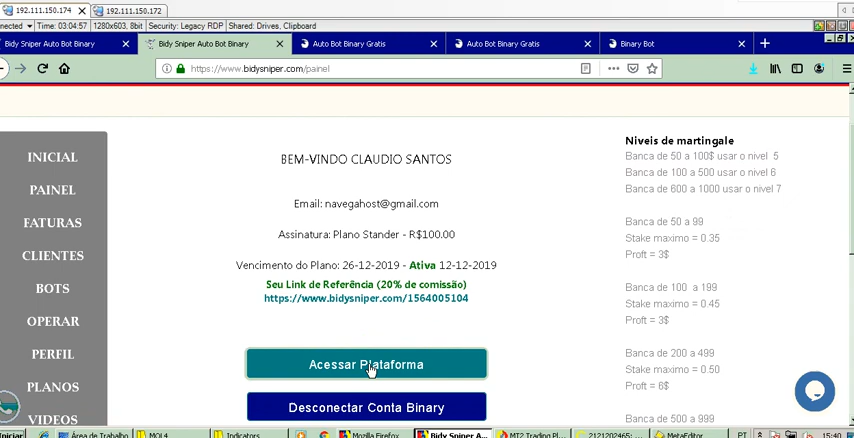 192.111.150.174
192.111.150.172
nected
Time: 03:04:57
1280x603, 8bit
Security: Legacy RDP
Shared: Drives, Clipboard
Bidy Sniper Auto Bot Binary
Bidy Sniper Auto Bot Binary
Auto Bot Gratis
Auto Bot Gratis
Binary Bot
https://www.bidysniper.com/painel
INICIAL
PAINEL
FATURAS
CLIENTES
BOTS
OPERAR
PERFIL
PLANOS
VIDEOS
BEM-VINDO CLAUDIO SANTOS
Email: navegahost@gmail.com
Assinatura: Plano Stander - R$100.00
Vencimento do Plano: 26-12-2019 - Ativa 12-12-2019
Seu Link de Referência (20% de comissão)
https://www.bidysniper.com/1564005104
Acessar Plataforma
Desconectar Conta Binary
Niveis de martingale
Banca de 50 a 100$ usar o nivel 5
Banca de 100 a 500 usar o nivel 6
Banca de 600 a 1000 usar o nivel 7
Banca de 50 a 99
Stake maximo = 0.35
Proft = 3$
Banca de 100 a 199
Stake maximo = 0.45
Proft = 3$
Banca de 200 a 499
Stake maximo = 0.50
Proft = 6$
Banca de 500 a 999
Iniciar
Área de Trabalho
MQL4
Indicators
Mozilla Firefox
Bidy Sniper A...
MT2 Trading Pl...
2121202465:...
MetaEditor
PT
15:40